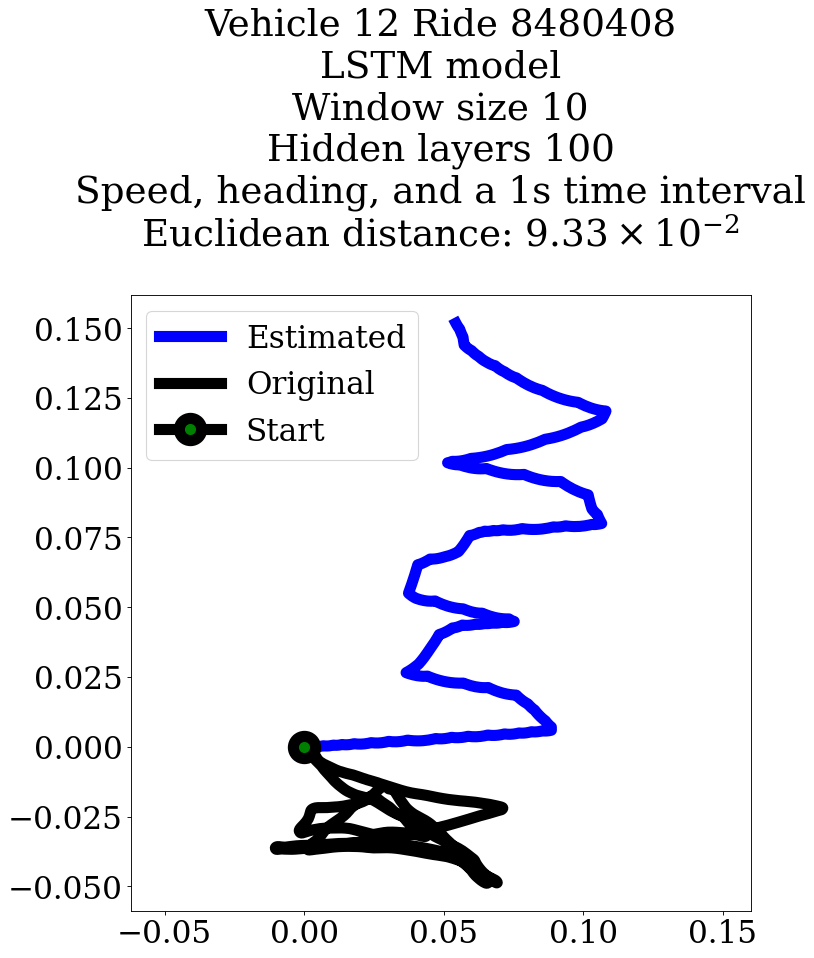 Vehicle 12 Ride 8480408
LSTM model
Window size 10
Hidden layers 100
Speed, heading, and a 1s time interval
Euclidean distance: 9.33 × 10⁻²
Estimated
Original
Start
0.150
0.125
0.100
0.075
0.050
0.025
0.000
−0.025
−0.050
−0.05 0.00 0.05 0.10 0.15